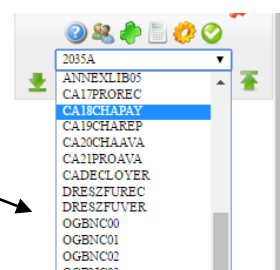 2035A
ANNEXLIB05
CA17PROREC
CA18CHAPAY
CA19CHAREP
CA20CHAAVA
CA21PROAVA
CADECLOYER
DRESZFUREC
DRESZFUVER
OGBNC00
OGBNC01
OGBNC02